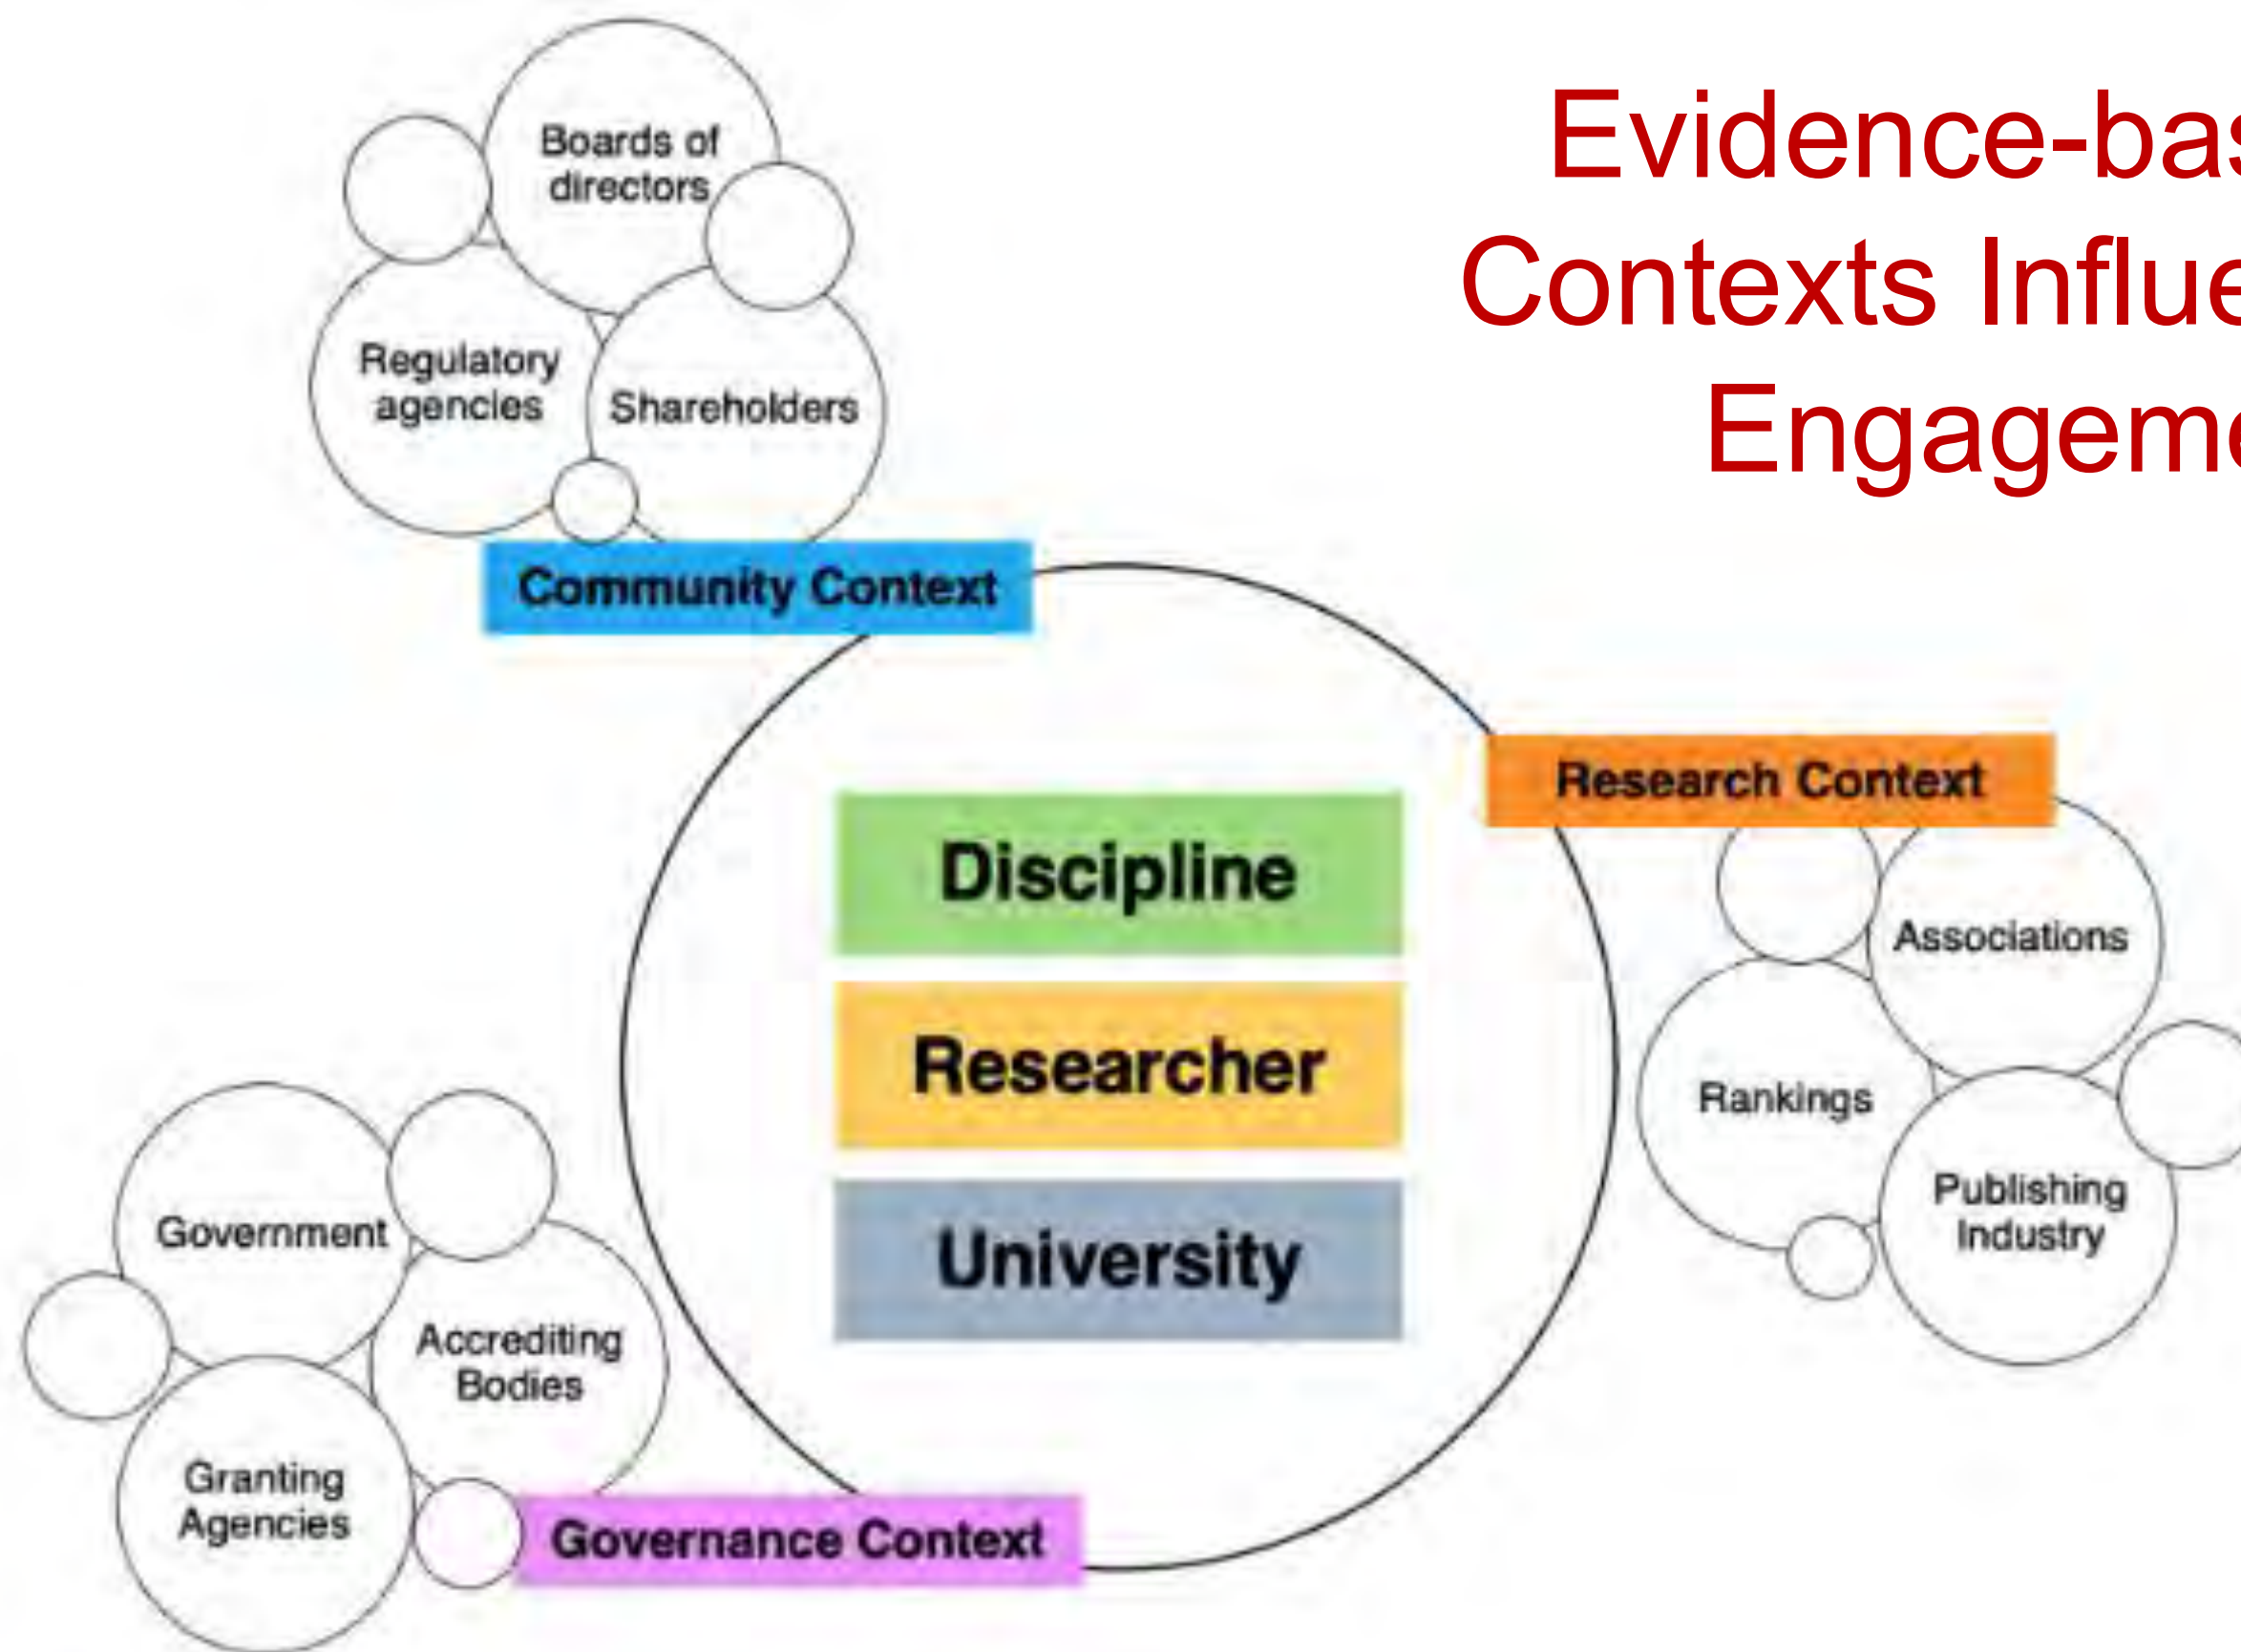 Evidence-bas
Contexts Influe
Engageme
Boards of
directors
Regulatory
agencies
Shareholders
Community Context
Research Context
Associations
Rankings
Publishing
Industry
Discipline
Researcher
University
Government
Accrediting
Bodies
Granting
Agencies
Governance Context